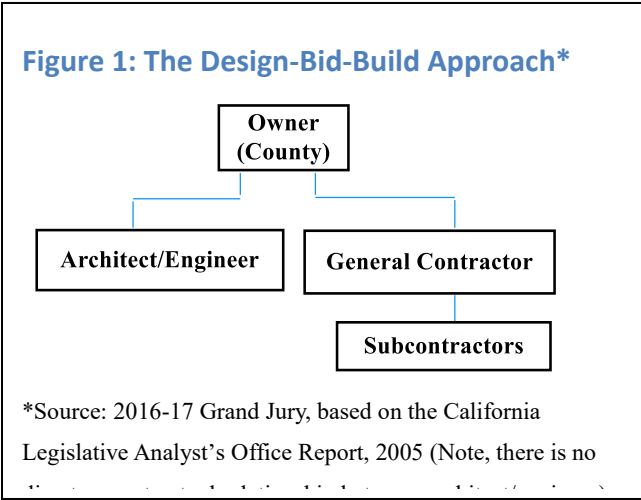 Figure 1: The Design-Bid-Build Approach*
Owner
(County)
Architect/Engineer
General Contractor
Subcontractors
*Source: 2016-17 Grand Jury, based on the California
Legislative Analyst’s Office Report, 2005 (Note, there is no